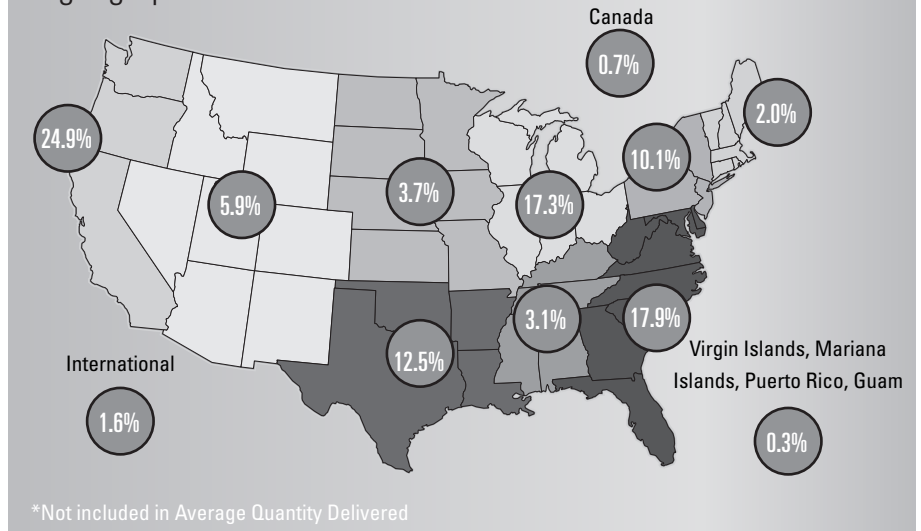 Canada
0.7%
24.9%
2.0%
10.1%
5.9%
3.7%
17.3%
3.1%
17.9%
12.5%
International
1.6%
Virgin Islands, Mariana
Islands, Puerto Rico, Guam
0.3%
*Not included in Average Quantity Delivered